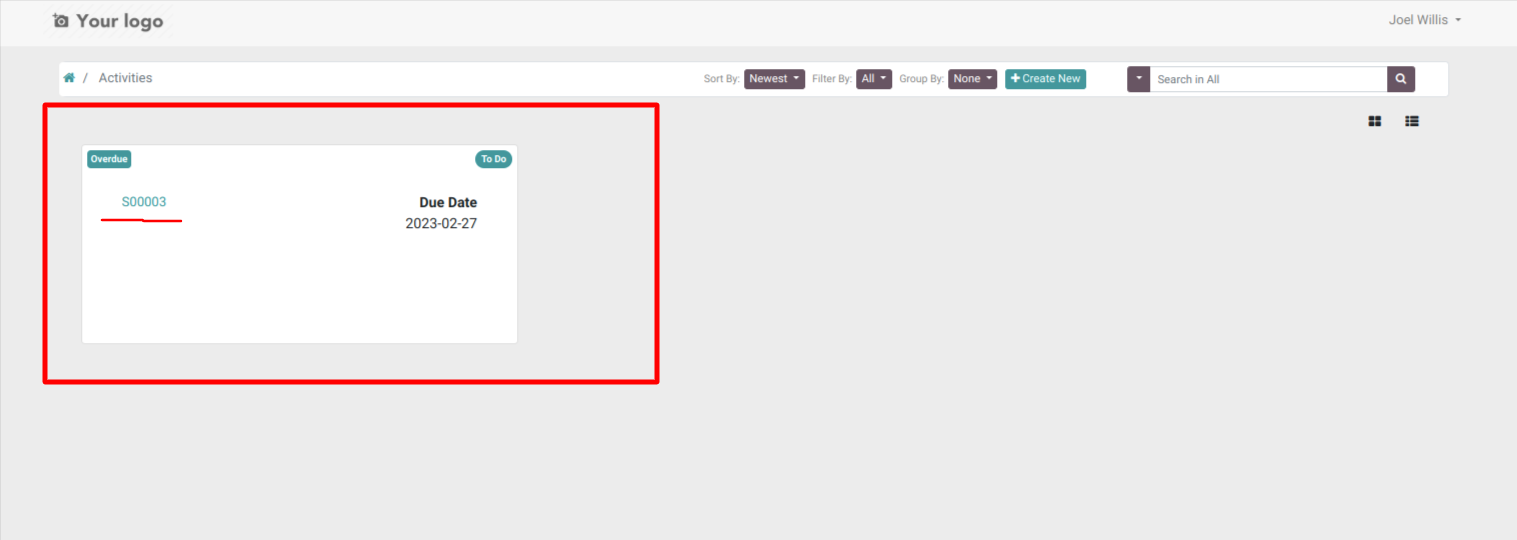 Your logo
Joel Willis
/ Activities
Sort By: Newest Filter By: All Group By: None + Create New Search in All
Overdue To Do
S00003 Due Date
2023-02-27